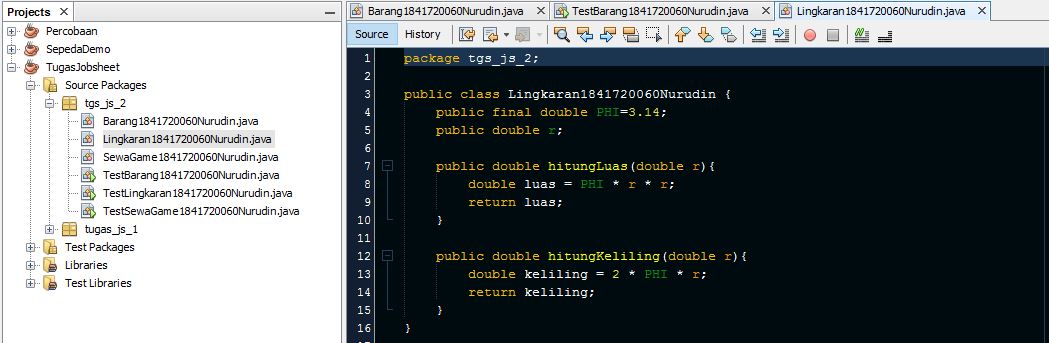 Projects
Percobaan
SepedaDemo
TugasJobsheet
Source Packages
tgs_js_2
Barang1841720060Nurudin.java
Lingkaran1841720060Nurudin.java
SewaGame1841720060Nurudin.java
TestBarang1841720060Nurudin.java
TestLingkaran1841720060Nurudin.java
TestSewaGame1841720060Nurudin.java
tugas_js_1
Test Packages
Libraries
Test Libraries
Barang1841720060Nurudin.java TestBarang1841720060Nurudin.java Lingkaran1841720060Nurudin.java
Source History
1 package tgs_js_2;
2
3 public class Lingkaran1841720060Nurudin {
4 public final double PHI=3.14;
5 public double r;
6
7 public double hitungLuas(double r){
8 double luas = PHI * r * r;
9 return luas;
10 }
11
12 public double hitungKeliling(double r){
13 double keliling = 2 * PHI * r;
14 return keliling;
15 }
16 }